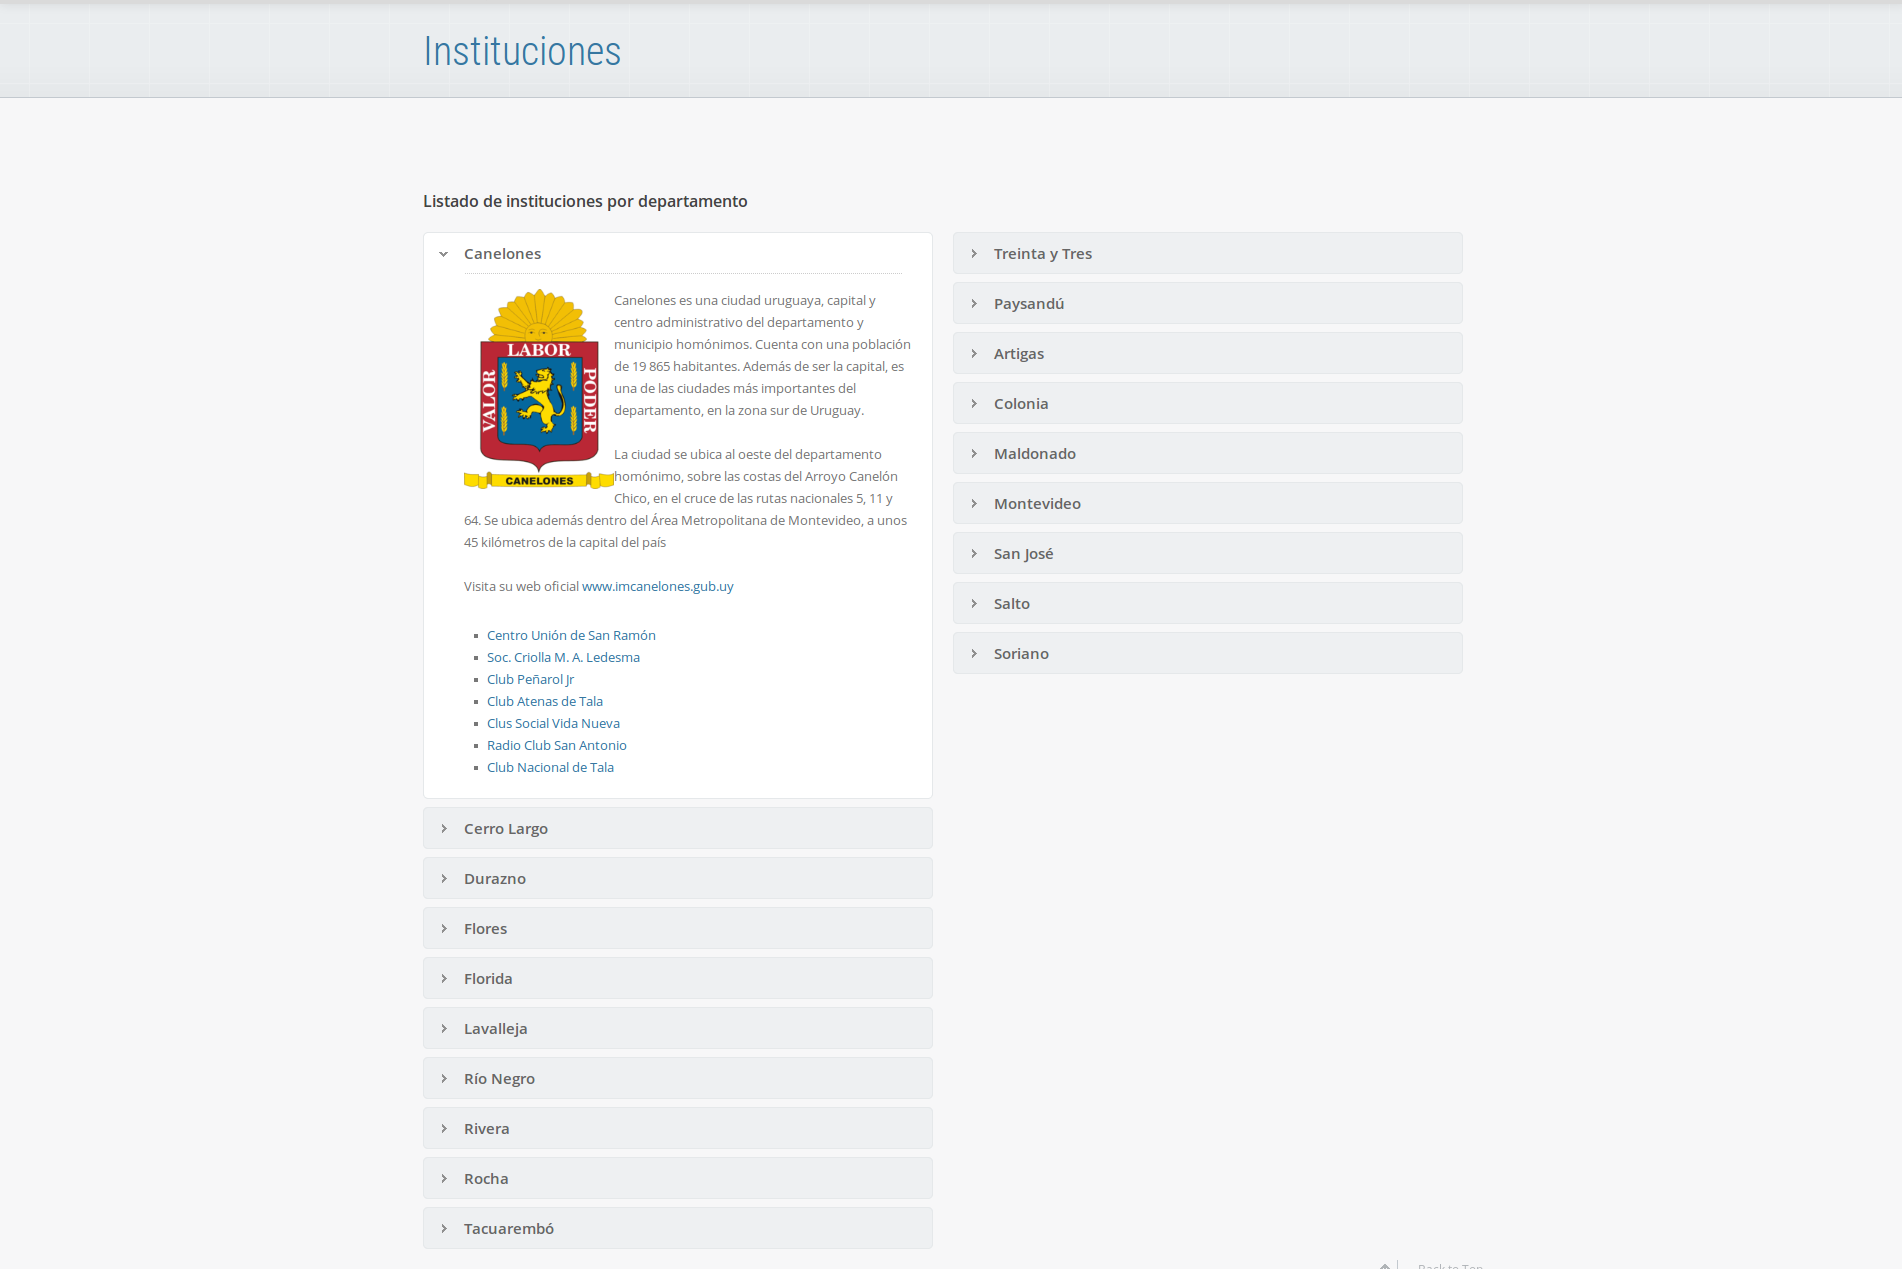 Instituciones
Listado de instituciones por departamento
Canelones
LABOR
VALOR
PODER
CANELONES
Canelones es una ciudad uruguaya, capital y
centro administrativo del departamento y
municipio homónimos. Cuenta con una población
de 19 865 habitantes. Además de ser la capital, es
una de las ciudades más importantes del
departamento, en la zona sur de Uruguay.
La ciudad se ubica al oeste del departamento
homónimo, sobre las costas del Arroyo Canelón
Chico, en el cruce de las rutas nacionales 5, 11 y
64. Se ubica además dentro del Área Metropolitana de Montevideo, a unos
45 kilómetros de la capital del país
Visita su web oficial www.imcanelones.gub.uy
Centro Unión de San Ramón
Soc. Criolla M. A. Ledesma
Club Peñarol Jr
Club Atenas de Tala
Clus Social Vida Nueva
Radio Club San Antonio
Club Nacional de Tala
Cerro Largo
Durazno
Flores
Florida
Lavalleja
Río Negro
Rivera
Rocha
Tacuarembó
Treinta y Tres
Paysandú
Artigas
Colonia
Maldonado
Montevideo
San José
Salto
Soriano
Back to Top